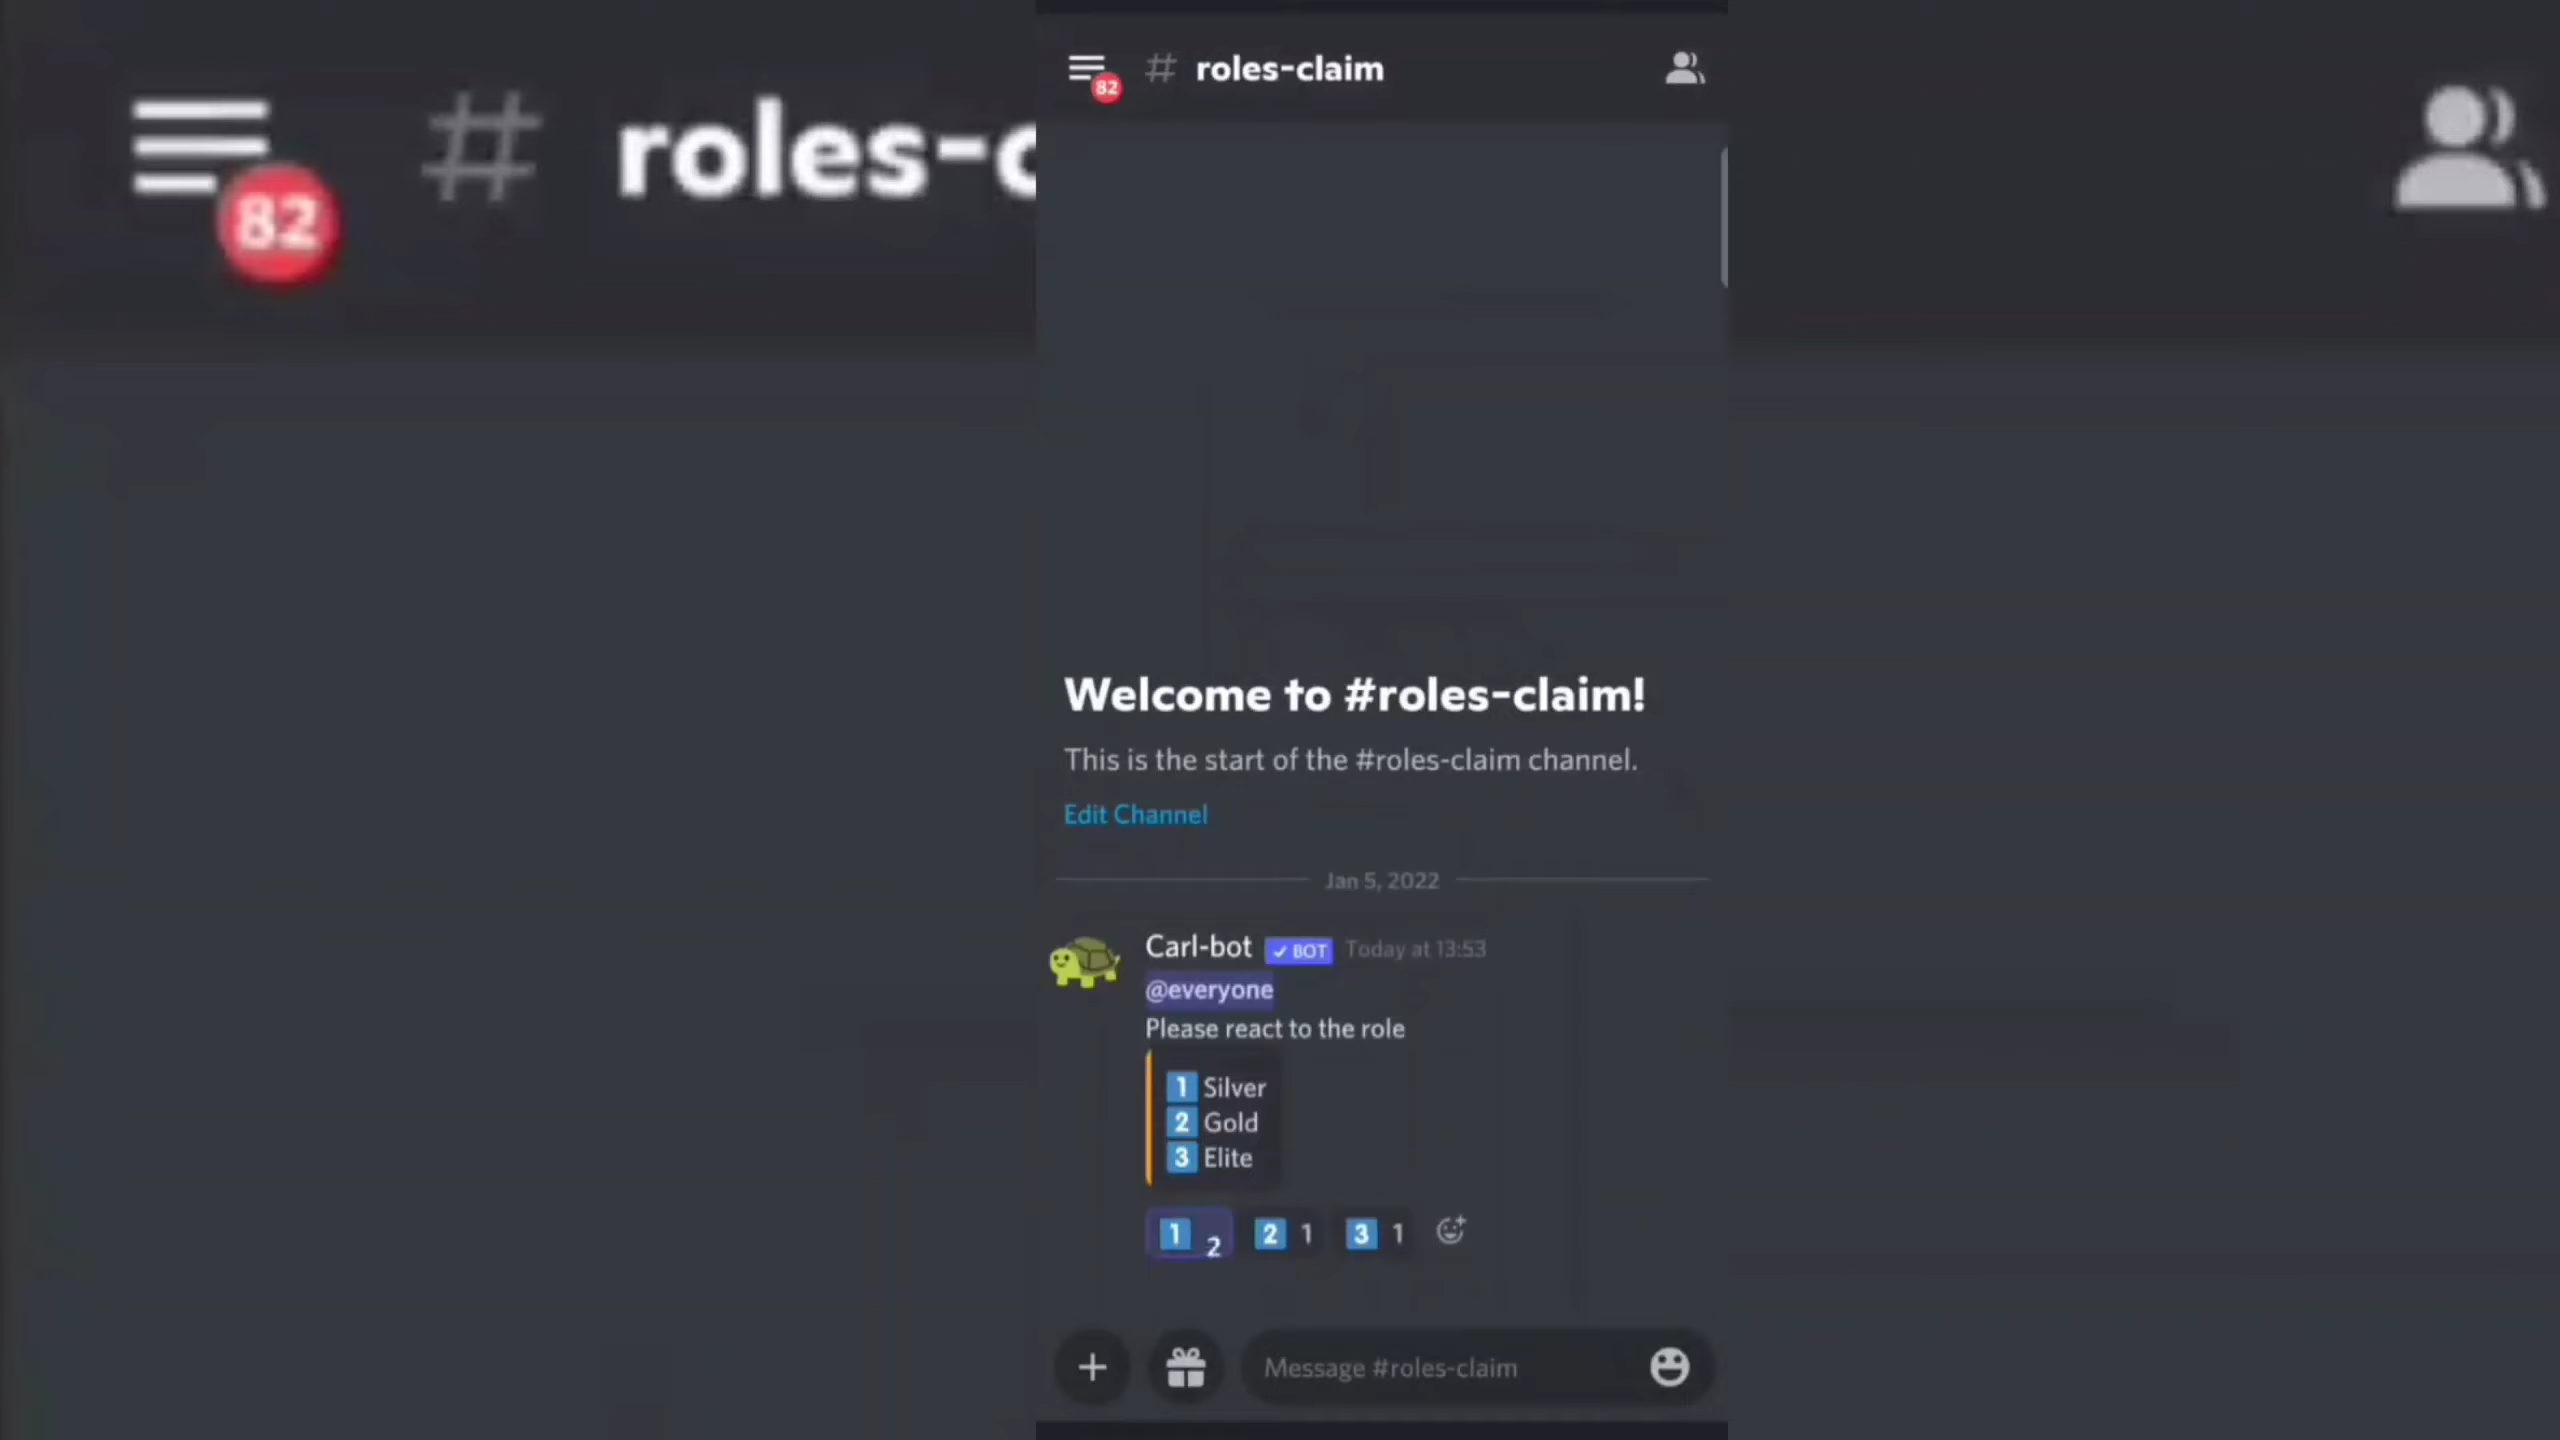 82
# roles-c
82
# roles-claim
Welcome to #roles-claim!
This is the start of the #roles-claim channel.
Edit Channel
Jan 5, 2022
Carl-bot ✓ BOT Today at 13:53
@everyone
Please react to the role
1 Silver
2 Gold
3 Elite
1 2 2 1 3 1
Message #roles-claim